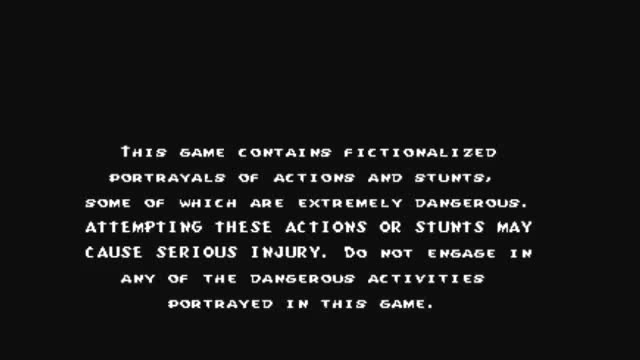 This game contains fictionalized
portrayals of actions and stunts,
some of which are extremely dangerous.
ATTEMPTING THESE ACTIONS OR STUNTS MAY
CAUSE SERIOUS INJURY. Do not engage in
any of the dangerous activities
portrayed in this game.